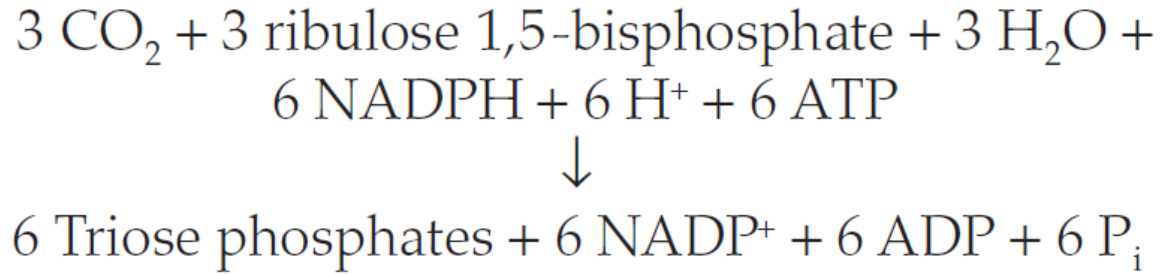 3 CO₂ + 3 ribulose 1,5-bisphosphate + 3 H₂O +
6 NADPH + 6 H⁺ + 6 ATP
↓
6 Triose phosphates + 6 NADP⁺ + 6 ADP + 6 Pᵢ